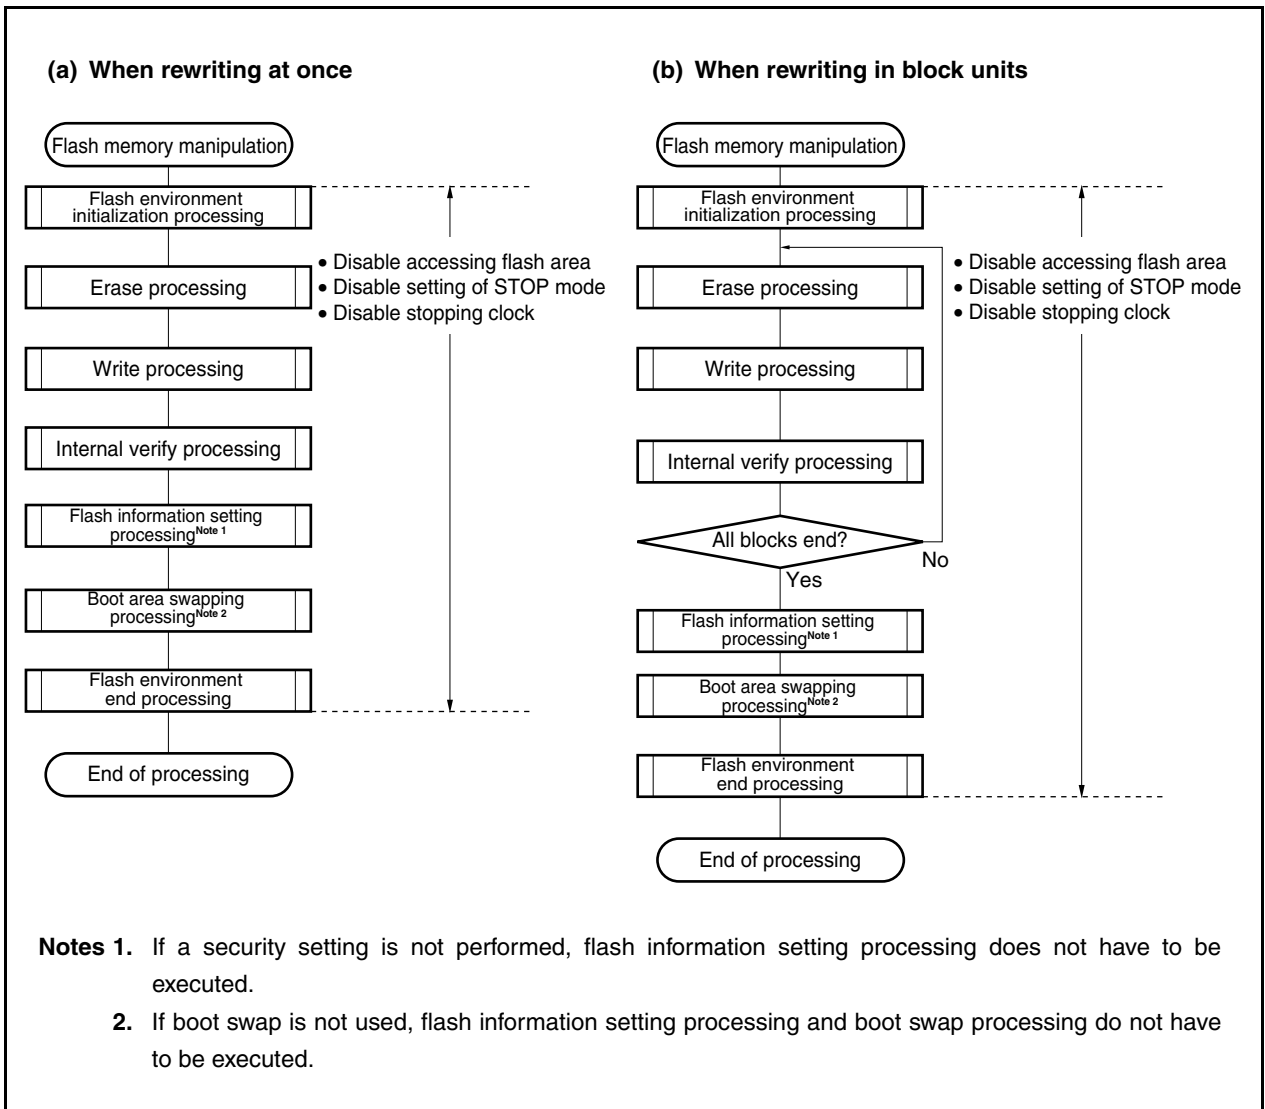 (a) When rewriting at once
Flash memory manipulation
Flash environment
initialization processing
• Disable accessing flash area
• Disable setting of STOP mode
• Disable stopping clock
Erase processing
Write processing
Internal verify processing
Flash information setting
processingNote 1
Boot area swapping
processingNote 2
Flash environment
end processing
End of processing
(b) When rewriting in block units
Flash memory manipulation
Flash environment
initialization processing
• Disable accessing flash area
• Disable setting of STOP mode
• Disable stopping clock
Erase processing
Write processing
Internal verify processing
All blocks end?
No
Yes
Flash information setting
processingNote 1
Boot area swapping
processingNote 2
Flash environment
end processing
End of processing
Notes 1. If a security setting is not performed, flash information setting processing does not have to be
executed.
2. If boot swap is not used, flash information setting processing and boot swap processing do not have
to be executed.